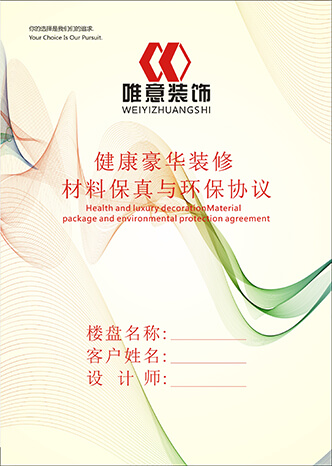 你的选择是我们们的追求.
Your Choice Is Our Pursuit.
唯意装饰
WEIYIZHUANGSHI
健康豪华装修
材料保真与环保协议
Health and luxury decorationMaterial
package and environmental protection agreement
楼盘名称:
客户姓名:
设 计 师: